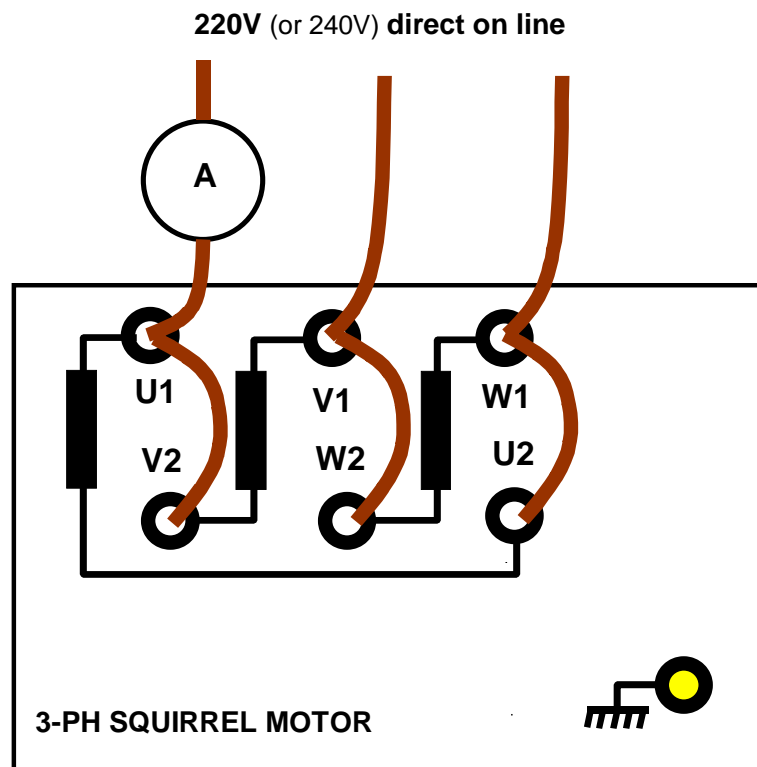 220V (or 240V) direct on line
A
U1 V1 W1
V2 W2 U2
3-PH SQUIRREL MOTOR